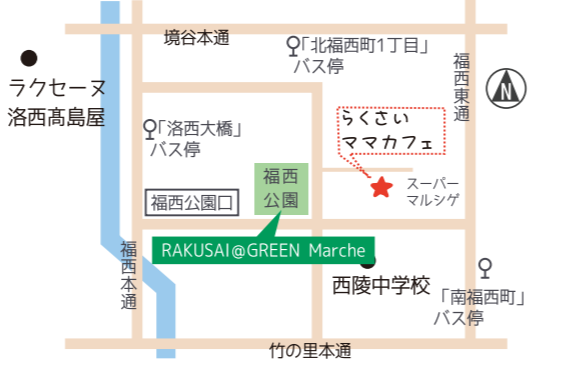 境谷本通
「北福西町1丁目」
バス停
福西東通
N
ラクセーヌ
洛西髙島屋
「洛西大橋」
バス停
らくさい
ママカフェ
福西
公園
スーパー
マルシゲ
福西公園口
RAKUSAI@GREEN Marche
福西本通
西陵中学校
「南福西町」
バス停
竹の里本通